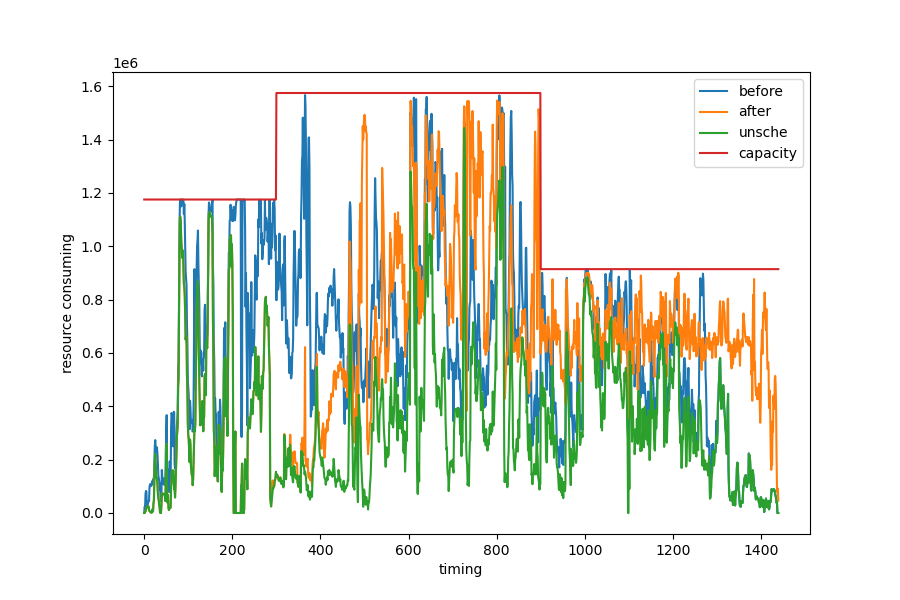 1e6
1.6
1.4
1.2
1.0
0.8
0.6
0.4
0.2
0.0
resource consuming
before
after
unsche
capacity
0 200 400 600 800 1000 1200 1400
timing